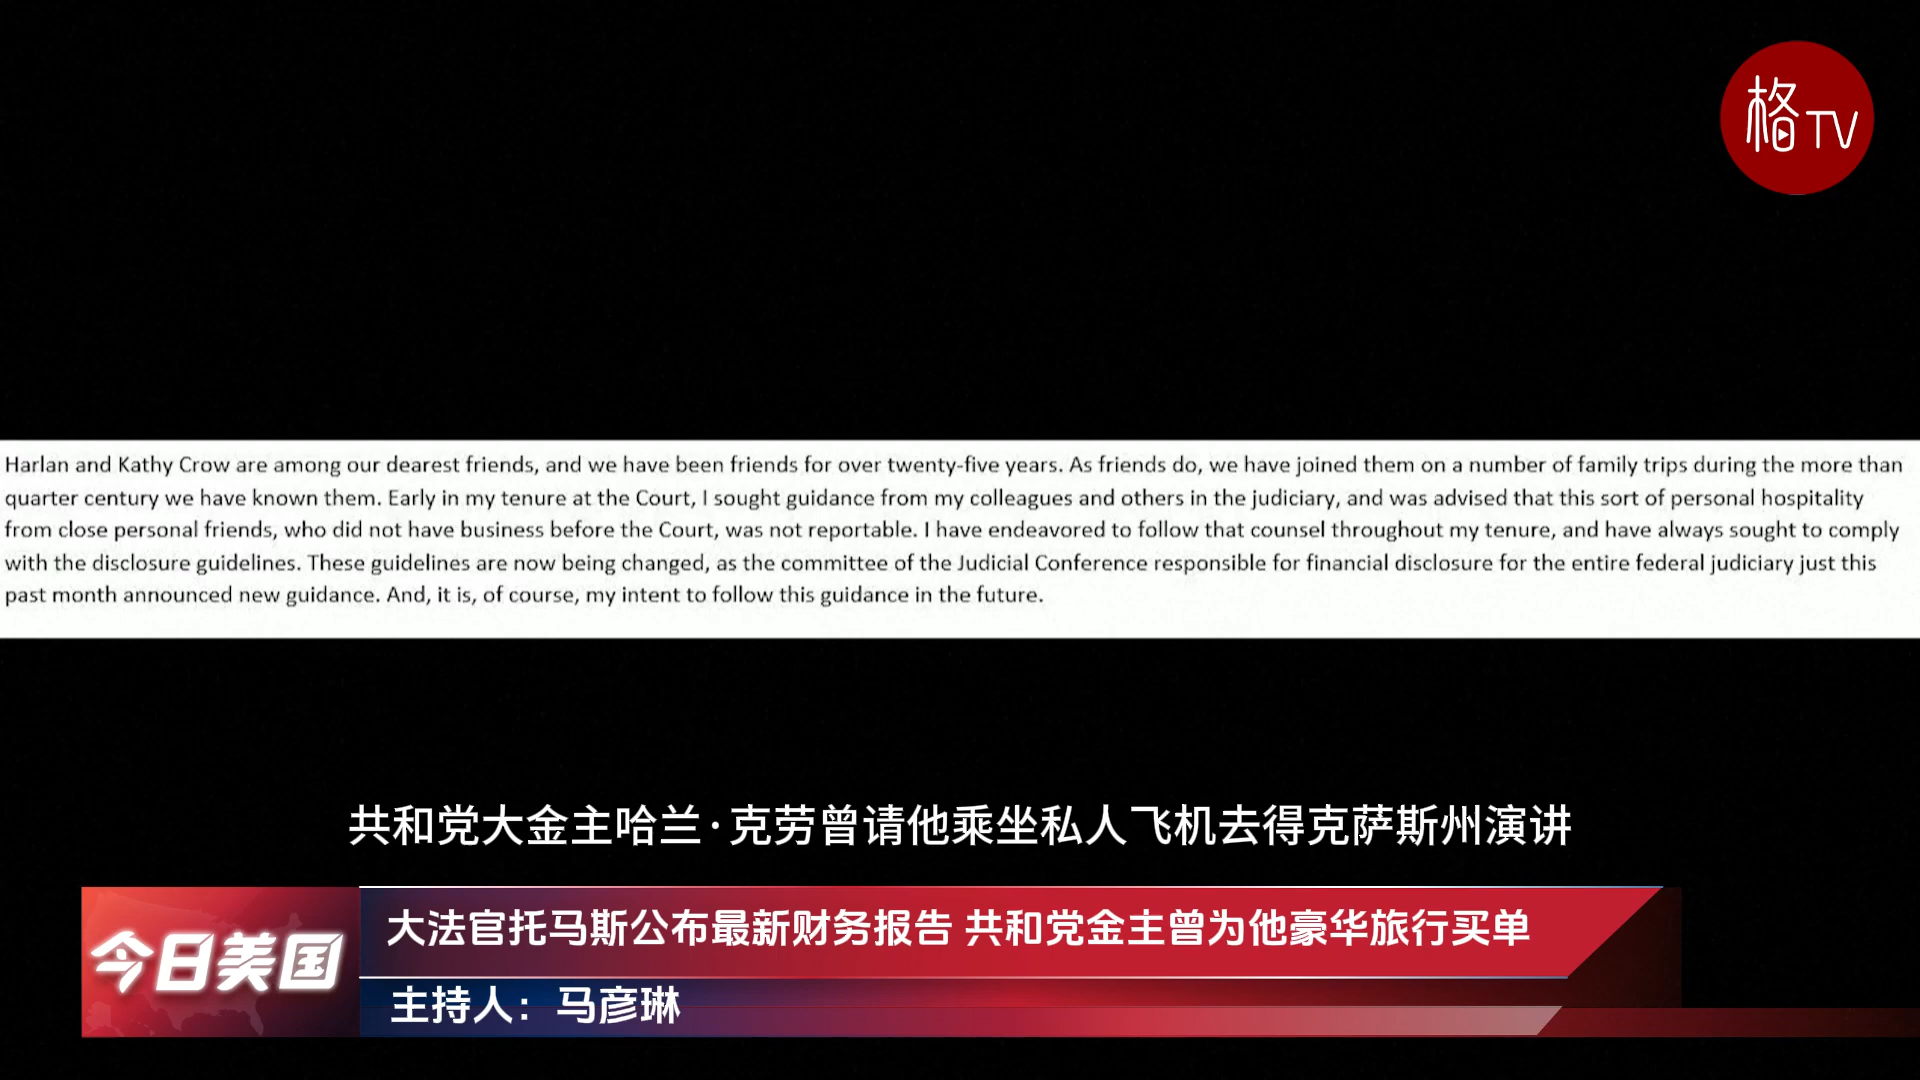 格TV
Harlan and Kathy Crow are among our dearest friends, and we have been friends for over twenty-five years. As friends do, we have joined them on a number of family trips during the more than
quarter century we have known them. Early in my tenure at the Court, I sought guidance from my colleagues and others in the judiciary, and was advised that this sort of personal hospitality
from close personal friends, who did not have business before the Court, was not reportable. I have endeavored to follow that counsel throughout my tenure, and have always sought to comply
with the disclosure guidelines. These guidelines are now being changed, as the committee of the Judicial Conference responsible for financial disclosure for the entire federal judiciary just this
past month announced new guidance. And, it is, of course, my intent to follow this guidance in the future.
共和党大金主哈兰·克劳曾请他乘坐私人飞机去得克萨斯州演讲
今日美国
大法官托马斯公布最新财务报告 共和党金主曾为他豪华旅行买单
主持人：马彦琳